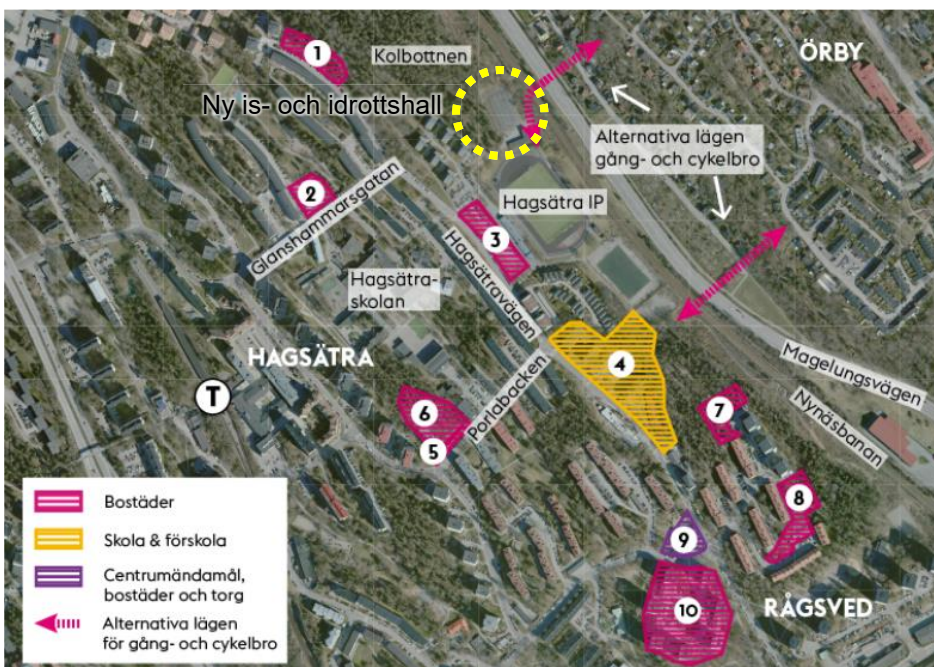 1
Kolbottnen
ÖRBY
Ny is- och idrottshall
Alternativa lägen
gång- och cykelbro
2
Glanshammarsgatan
Hagsätra IP
3
Hagsätravägen
Hagsätra-
skolan
HAGSÄTRA
4
Magelungsvägen
T
Porlabacken
6
7
Nynäsbanan
5
8
Bostäder
Skola & förskola
9
Centrumändamål,
bostäder och torg
10
RÅGSVED
Alternativa lägen
för gång- och cykelbro